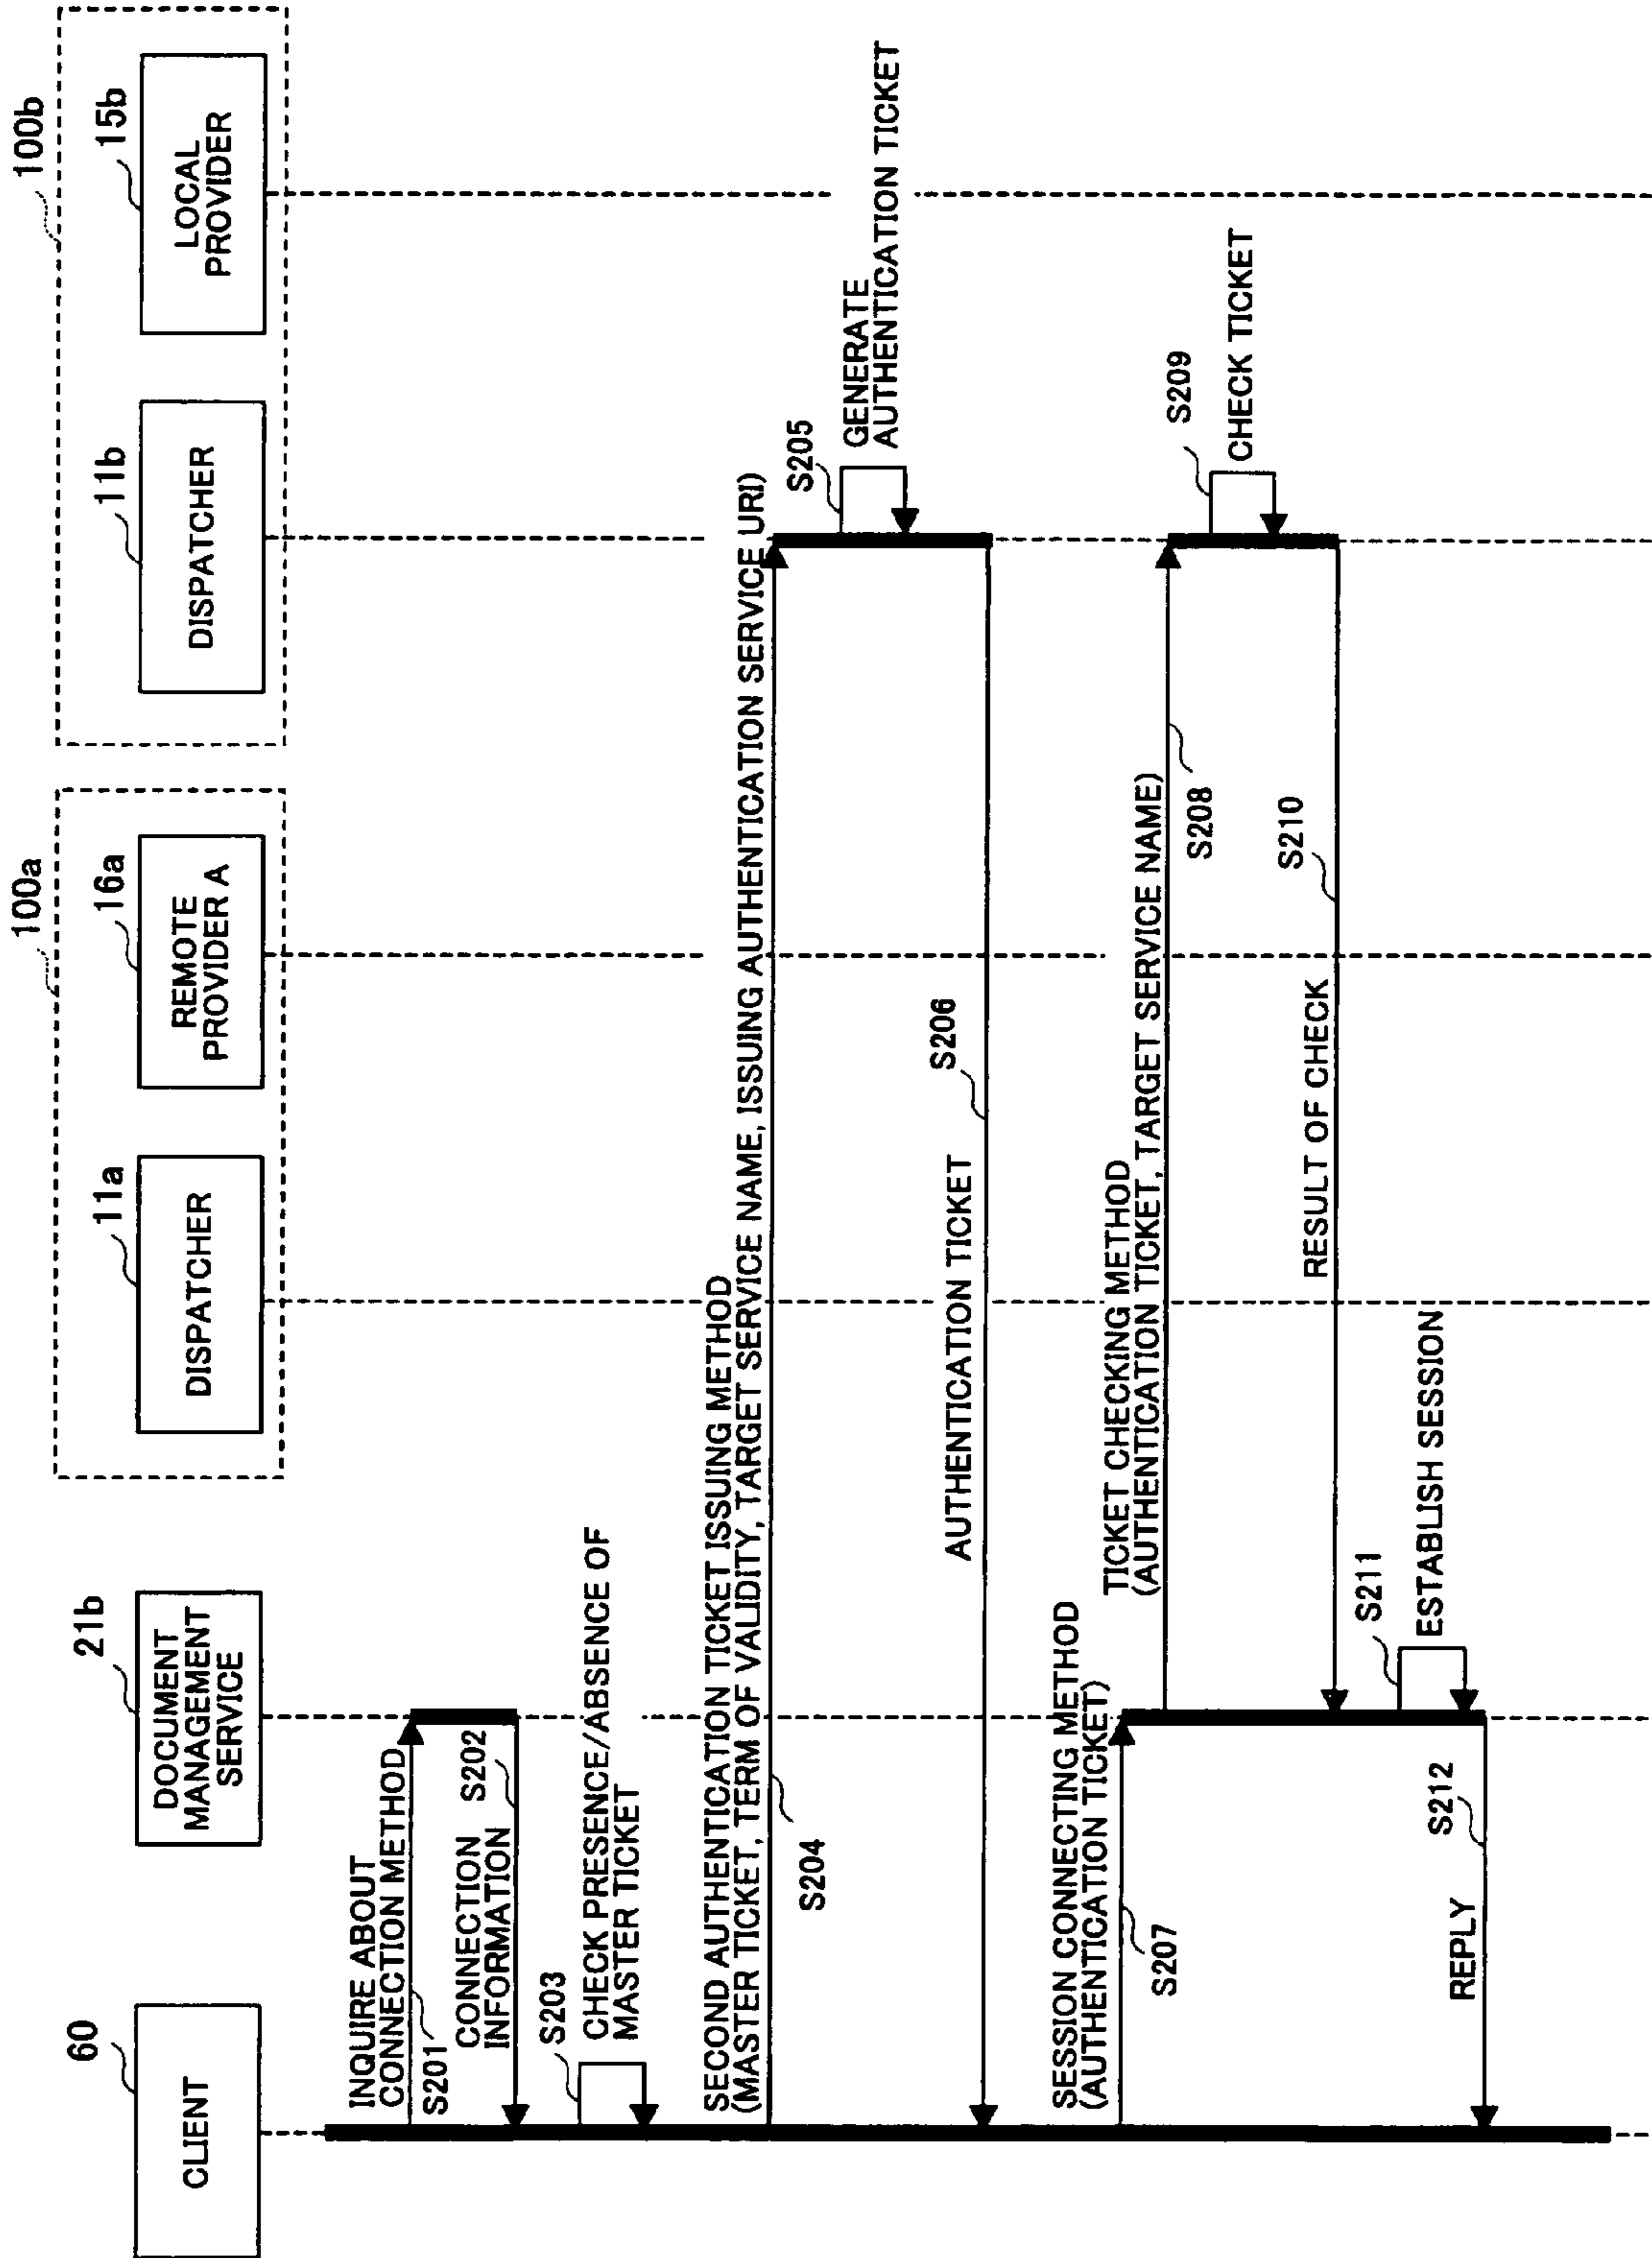 60
CLIENT
21b
DOCUMENT
MANAGEMENT
SERVICE
100a
11a
DISPATCHER
16a
REMOTE
PROVIDER A
100b
11b
DISPATCHER
15b
LOCAL
PROVIDER
INQUIRE ABOUT
CONNECTION METHOD
S201
S202
CONNECTION
INFORMATION
S203
CHECK PRESENCE/ABSENCE OF
MASTER TICKET
SECOND AUTHENTICATION TICKET ISSUING METHOD
(MASTER TICKET, TERM OF VALIDITY, TARGET SERVICE NAME, ISSUING AUTHENTICATION SERVICE URI)
S204
S205
GENERATE
AUTHENTICATION TICKET
AUTHENTICATION TICKET
S206
SESSION CONNECTING METHOD
(AUTHENTICATION TICKET)
S207
TICKET CHECKING METHOD
(AUTHENTICATION TICKET, TARGET SERVICE NAME)
S208
S209
CHECK TICKET
RESULT OF CHECK
S210
S211
ESTABLISH SESSION
REPLY
S212